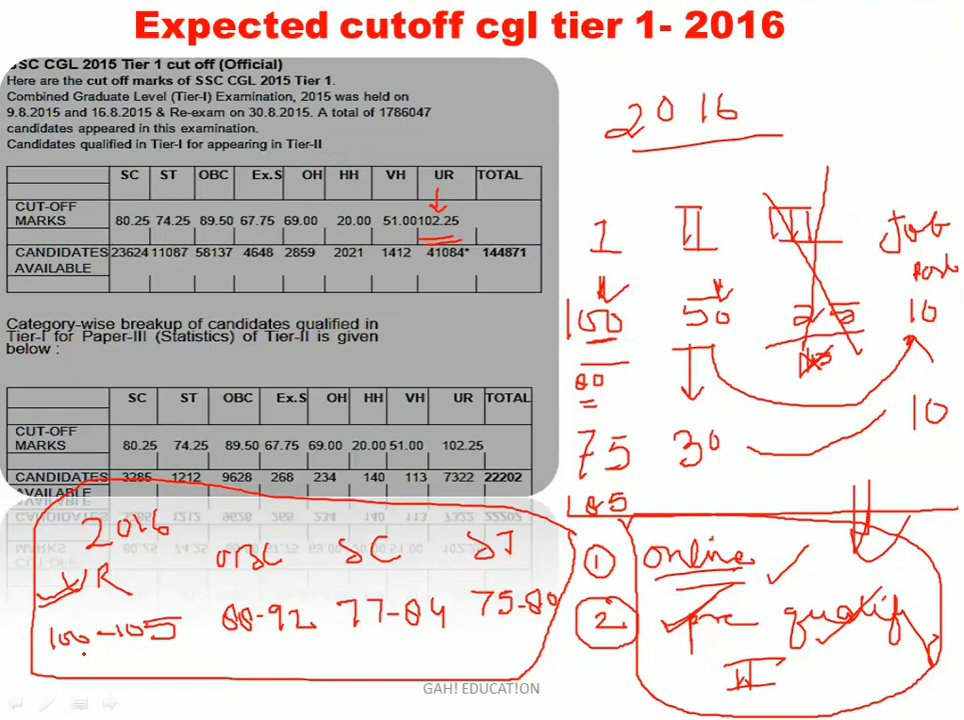 Expected cutoff cgl tier 1- 2016
SSC CGL 2015 Tier 1 cut off (Official)
Here are the cut off marks of SSC CGL 2015 Tier 1.
Combined Graduate Level (Tier-I) Examination, 2015 was held on
9.8.2015 and 16.8.2015 & Re-exam on 30.8.2015. A total of 1786047
candidates appeared in this examination.
Candidates qualified in Tier-I for appearing in Tier-II
SC ST OBC Ex.S OH HH VH UR TOTAL
CUT-OFF
MARKS 80.25 74.25 89.50 67.75 69.00 20.00 51.00 102.25
CANDIDATES 23624 11087 58137 4648 2859 2021 1412 41084* 144871
AVAILABLE
Category-wise breakup of candidates qualified in
Tier-I for Paper-III (Statistics) of Tier-II is given
below :
SC ST OBC Ex.S OH HH VH UR TOTAL
CUT-OFF
MARKS 80.25 74.25 89.50 67.75 69.00 20.00 51.00 102.25
CANDIDATES 3285 1212 9628 268 234 140 113 7322 22202
AVAILABLE
2016
1 II III Job
Post
100 50 25 10
80
75 30 10
2016
UR OBC SC ST
100-105 88-92 77-84 75-80
1 online
2 pre qualify
II
GAH! EDUCAT!ON